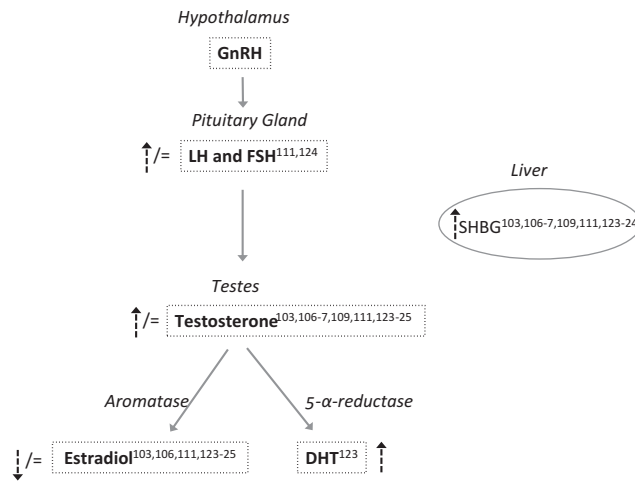 Hypothalamus
GnRH
Pituitary Gland
/= LH and FSH111,124
Liver
SHBG103,106-7,109,111,123-24
Testes
/= Testosterone103,106-7,109,111,123-25
Aromatase 5-α-reductase
/= Estradiol103,106,111,123-25 DHT123